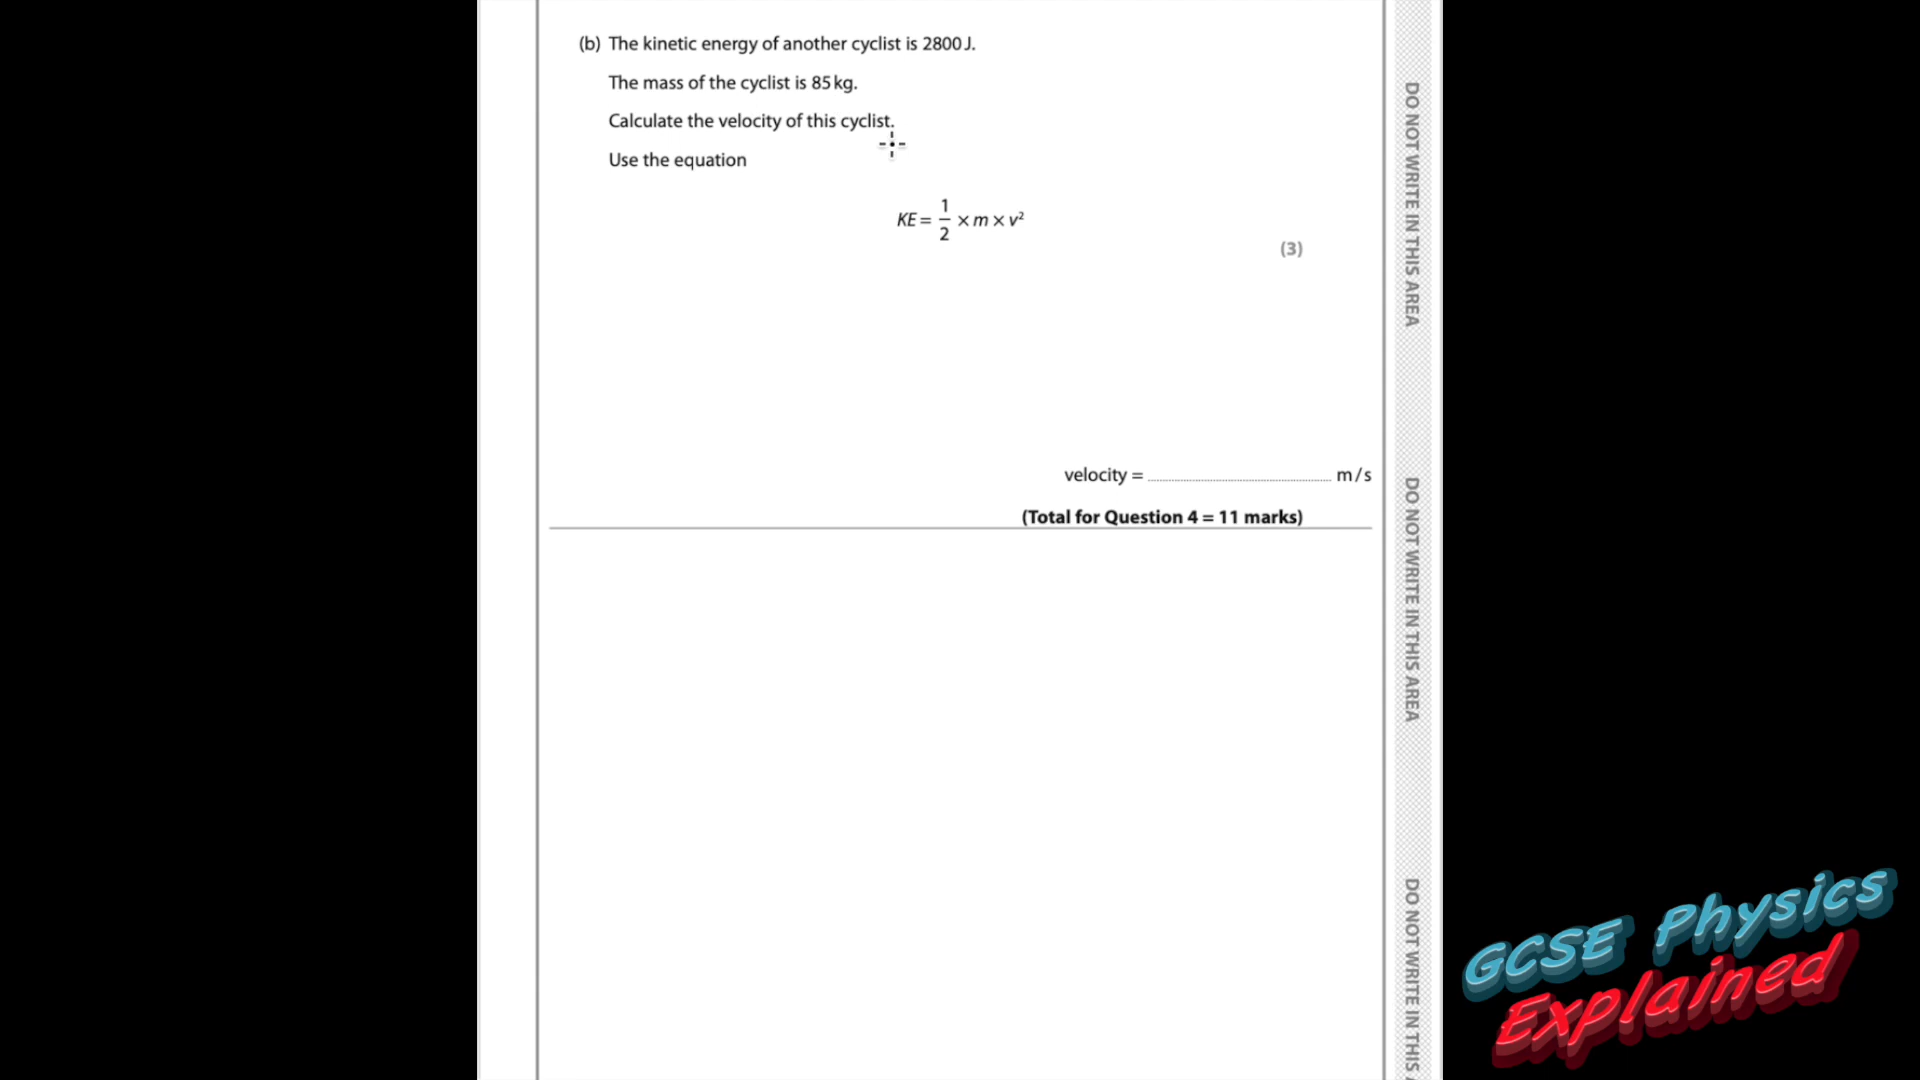 (b) The kinetic energy of another cyclist is 2800 J.
The mass of the cyclist is 85 kg.
Calculate the velocity of this cyclist.
Use the equation
KE = 1/2 × m × v²
(3)
velocity = ........................................ m/s
(Total for Question 4 = 11 marks)
DO NOT WRITE IN THIS AREA
DO NOT WRITE IN THIS AREA
DO NOT WRITE IN THIS
GCSE Physics
Explained